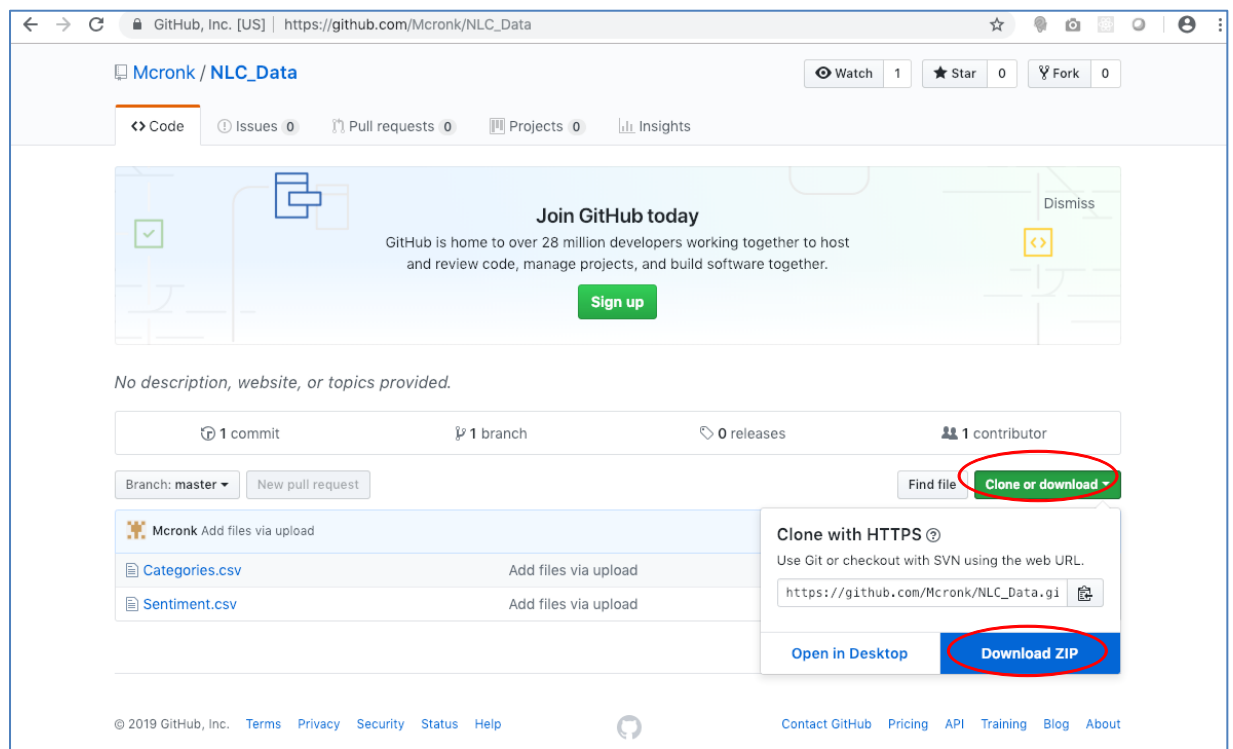 GitHub, Inc. [US] | https://github.com/Mcronk/NLC_Data
Mcronk / NLC_Data
Watch 1 Star 0 Fork 0
Code Issues 0 Pull requests 0 Projects 0 Insights
Dismiss
Join GitHub today
GitHub is home to over 28 million developers working together to host
and review code, manage projects, and build software together.
Sign up
No description, website, or topics provided.
1 commit 1 branch 0 releases 1 contributor
Branch: master New pull request Find file Clone or download
Mcronk Add files via upload
Categories.csv Add files via upload
Sentiment.csv Add files via upload
Clone with HTTPS
Use Git or checkout with SVN using the web URL.
https://github.com/Mcronk/NLC_Data.gi
Open in Desktop Download ZIP
© 2019 GitHub, Inc. Terms Privacy Security Status Help Contact GitHub Pricing API Training Blog About